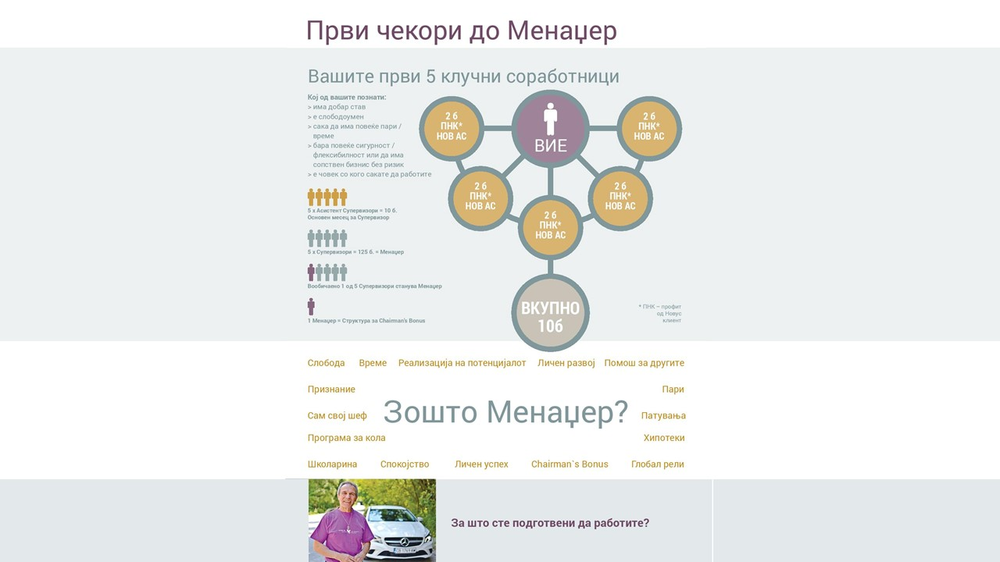 Први чекори до Менаџер
Вашите први 5 клучни соработници
Кој од вашите познати:
> има добар став
> е слободоумен
> сака да има повеќе пари /
време
> бара повеќе сигурност /
флексибилност или да има
сопствен бизнис без ризик
> е човек со кого сакате да работите
5 x Асистент Супервизори = 10 б.
Основен месец за Супервизор
5 x Супервизори = 125 б. = Менаџер
Вообичаено 1 од 5 Супервизори станува Менаџер
1 Менаџер = Структура за Chairman's Bonus
2 б
ПНК*
НОВ АС
ВИЕ
2 б
ПНК*
НОВ АС
2 б
ПНК*
НОВ АС
2 б
ПНК*
НОВ АС
2 б
ПНК*
НОВ АС
ВКУПНО
10б
* ПНК – профит
од Новус
клиент
Слобода Време Реализација на потенцијалот Личен развој Помош за другите
Признание Пари
Сам свој шеф Зошто Менаџер? Патувања
Програма за кола Хипотеки
Школарина Спокојство Личен успех Chairman`s Bonus Глобал рели
За што сте подготвени да работите?